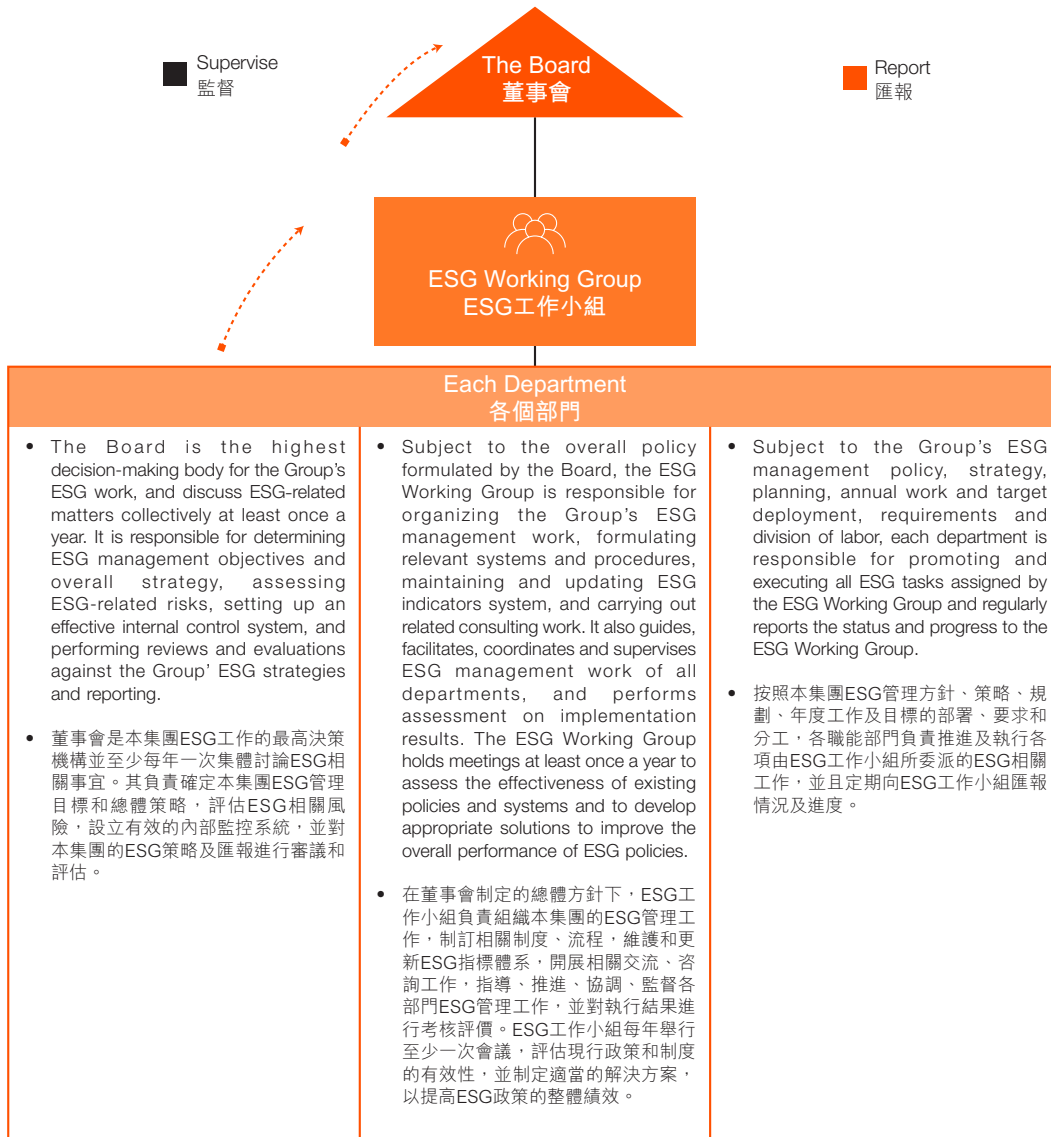 Supervise
監督
The Board
董事會
Report
匯報
ESG Working Group
ESG工作小組
Each Department
各個部門
• The Board is the highest
decision-making body for the Group's
ESG work, and discuss ESG-related
matters collectively at least once a
year. It is responsible for determining
ESG management objectives and
overall strategy, assessing
ESG-related risks, setting up an
effective internal control system, and
performing reviews and evaluations
against the Group' ESG strategies
and reporting.
• 董事會是本集團ESG工作的最高決策
機構並至少每年一次集體討論ESG相
關事宜。其負責確定本集團ESG管理
目標和總體策略，評估ESG相關風
險，設立有效的內部監控系統，並對
本集團的ESG策略及匯報進行審議和
評估。
• Subject to the overall policy
formulated by the Board, the ESG
Working Group is responsible for
organizing the Group's ESG
management work, formulating
relevant systems and procedures,
maintaining and updating ESG
indicators system, and carrying out
related consulting work. It also guides,
facilitates, coordinates and supervises
ESG management work of all
departments, and performs
assessment on implementation
results. The ESG Working Group
holds meetings at least once a year to
assess the effectiveness of existing
policies and systems and to develop
appropriate solutions to improve the
overall performance of ESG policies.
• 在董事會制定的總體方針下，ESG工
作小組負責組織本集團的ESG管理工
作，制訂相關制度、流程，維護和更
新ESG指標體系，開展相關交流、咨
詢工作，指導、推進、協調、監督各
部門ESG管理工作，並對執行結果進
行考核評價。ESG工作小組每年舉行
至少一次會議，評估現行政策和制度
的有效性，並制定適當的解決方案，
以提高ESG政策的整體績效。
• Subject to the Group's ESG
management policy, strategy,
planning, annual work and target
deployment, requirements and
division of labor, each department is
responsible for promoting and
executing all ESG tasks assigned by
the ESG Working Group and regularly
reports the status and progress to the
ESG Working Group.
• 按照本集團ESG管理方針、策略、規
劃、年度工作及目標的部署、要求和
分工，各職能部門負責推進及執行各
項由ESG工作小組所委派的ESG相關
工作，並且定期向ESG工作小組匯報
情況及進度。